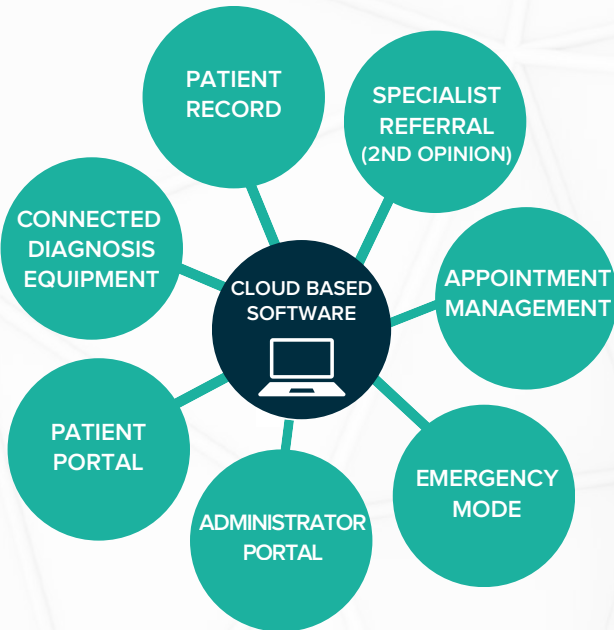 PATIENT
RECORD
SPECIALIST
REFERRAL
(2ND OPINION)
CONNECTED
DIAGNOSIS
EQUIPMENT
CLOUD BASED
SOFTWARE
APPOINTMENT
MANAGEMENT
PATIENT
PORTAL
EMERGENCY
MODE
ADMINISTRATOR
PORTAL